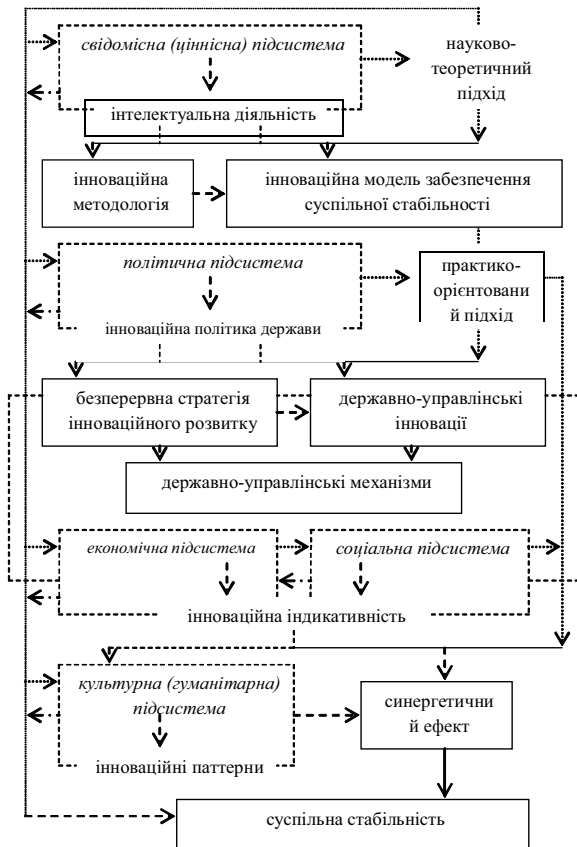 свідомісна (ціннісна) підсистема
науково-
теоретичний
підхід
інтелектуальна діяльність
інноваційна
методологія
інноваційна модель забезпечення
суспільної стабільності
політична підсистема
практико-
орієнтовани
й підхід
інноваційна політика держави
безперервна стратегія
інноваційного розвитку
державно-управлінські
інновації
державно-управлінські механізми
економічна підсистема
соціальна підсистема
інноваційна індикативність
культурна (гуманітарна)
підсистема
синергетични
й ефект
інноваційні паттерни
суспільна стабільність